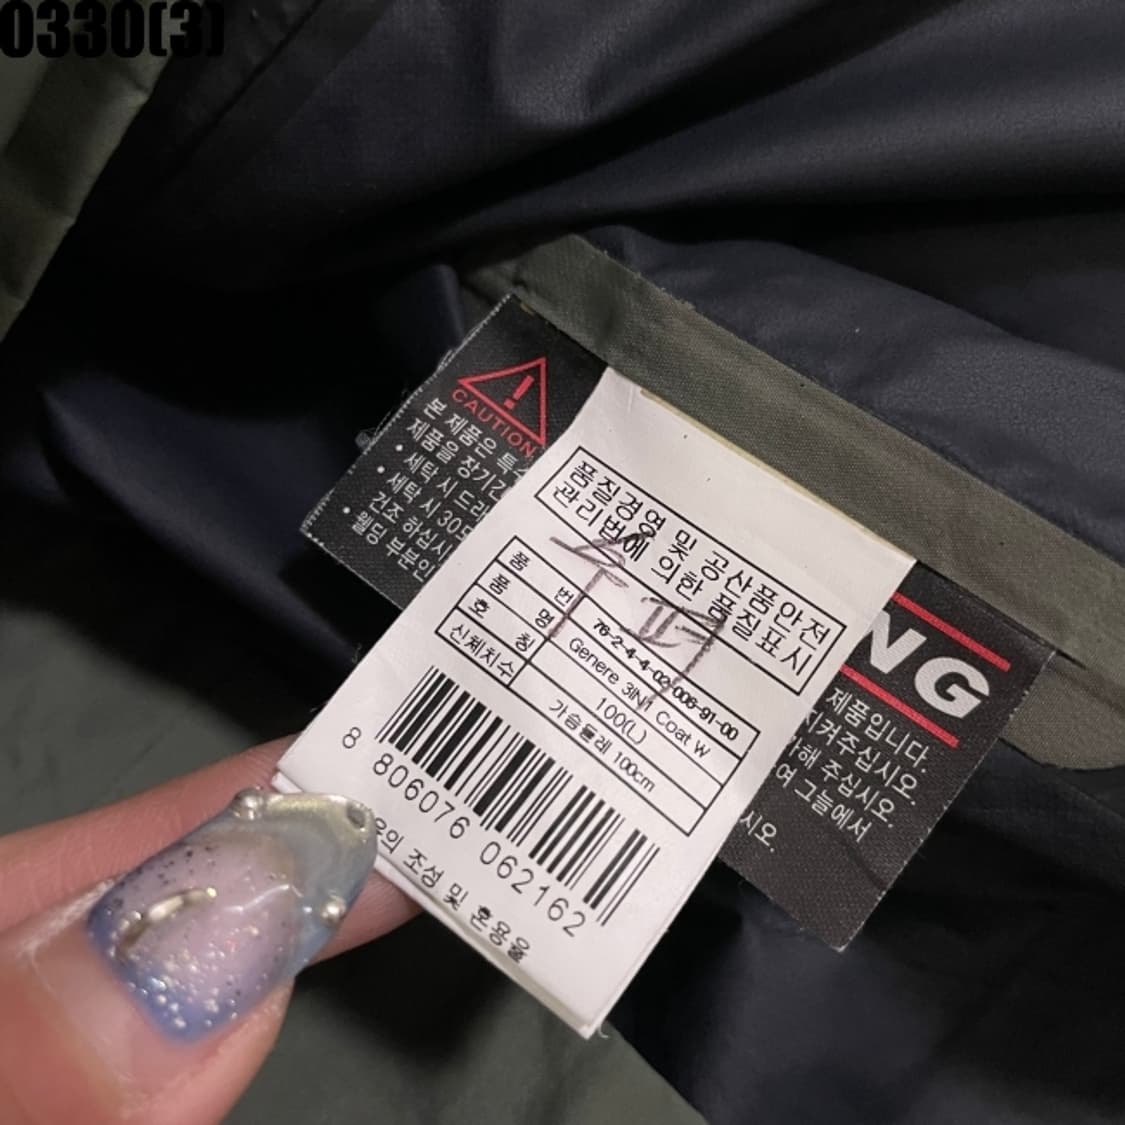 0330(3)
CAUTION
본 제품은 특
제품을 장기간
• 세탁 시 드라
• 세탁 시 30도
건조 하십시
• 웰딩 부분인
품질경영 및 공산품안전
관리법에 의한 품질표시
품 번 76-2-4-4-02-006-91-00
품 명 Genere 3IN1 Coat W
호 칭 100(L)
신체치수 가슴둘레 100cm
8 806076 062162
의 조성 및 혼용율
NG
제품입니다.
지켜주십시오.
해 주십시오.
여 그늘에서
시오.